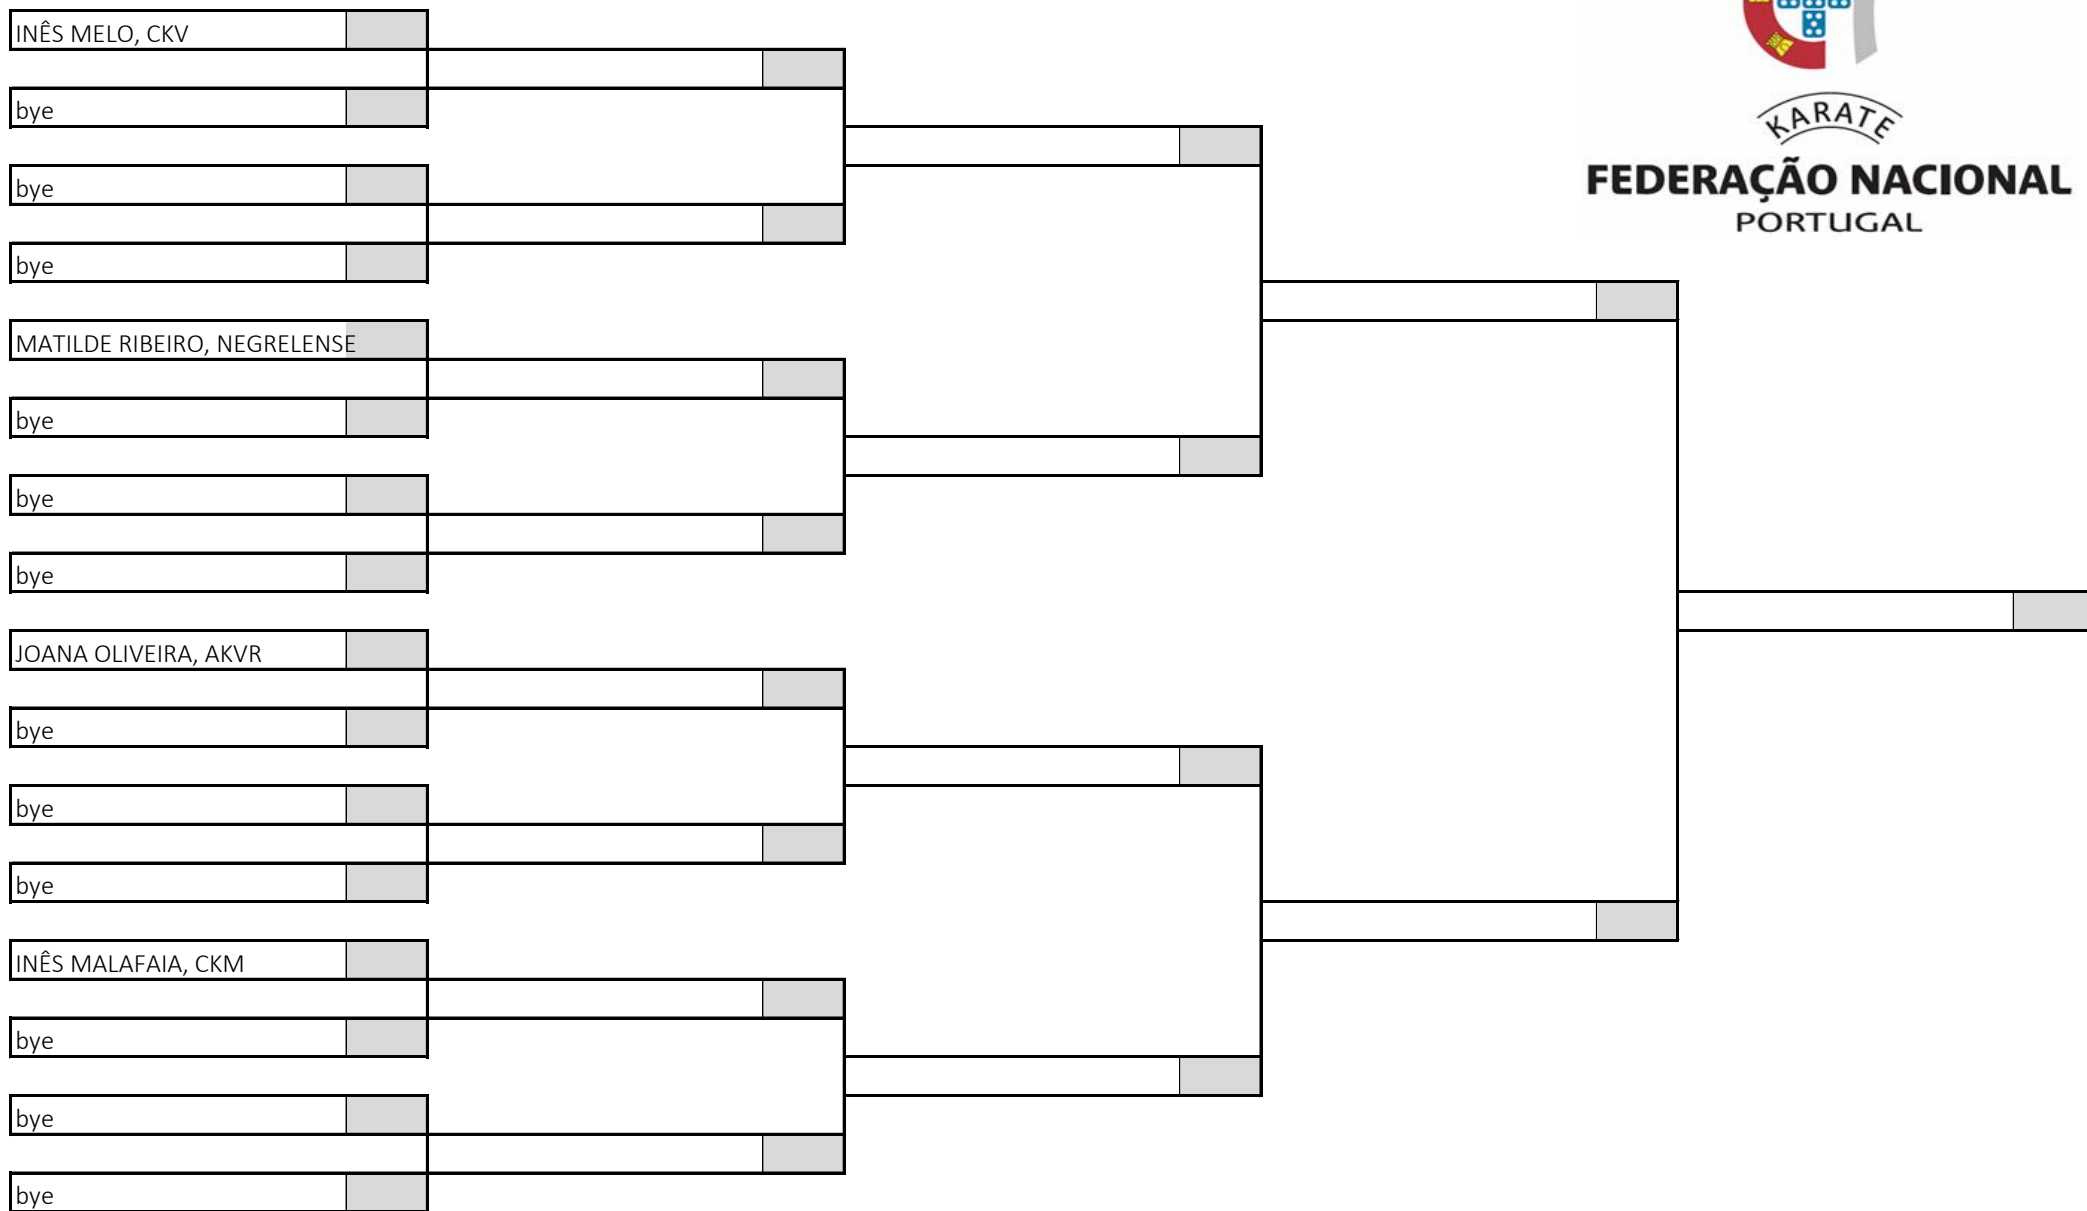 INÊS MELO, CKV
bye
bye
bye
MATILDE RIBEIRO, NEGRELENSE
bye
bye
bye
JOANA OLIVEIRA, AKVR
bye
bye
bye
INÊS MALAFAIA, CKM
bye
bye
bye
KARATE
FEDERAÇÃO NACIONAL
PORTUGAL